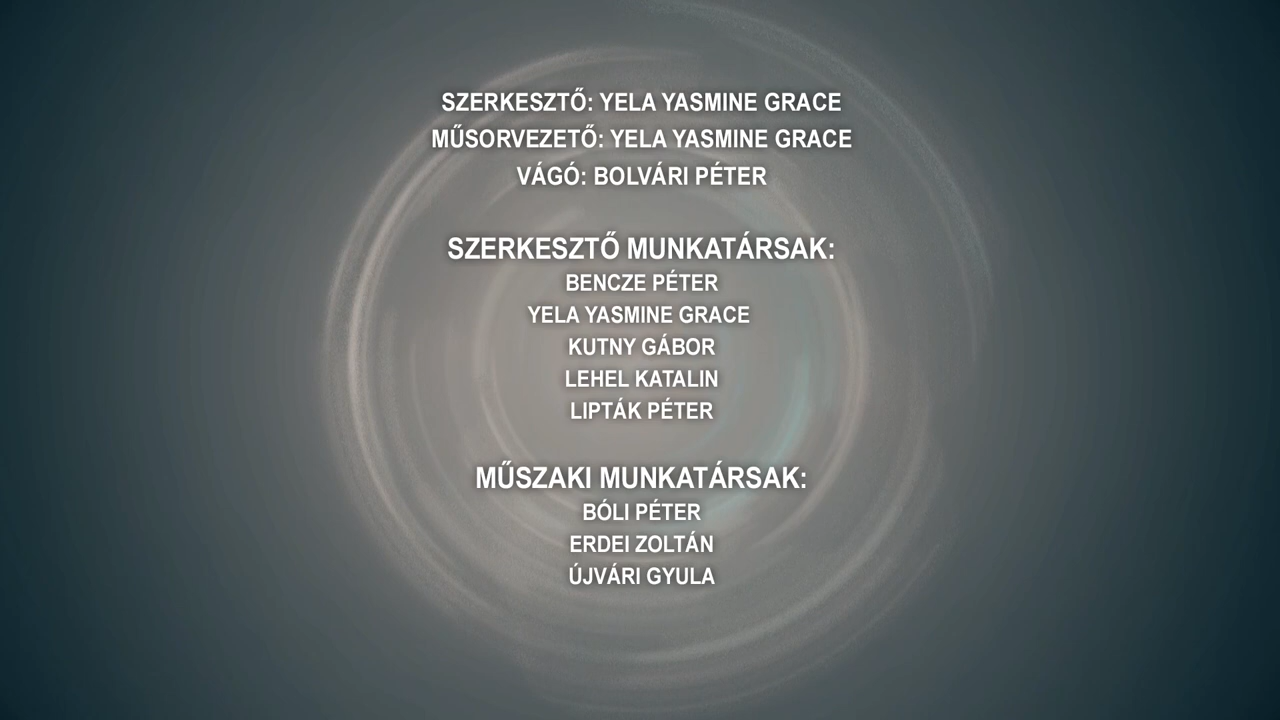 SZERKESZTŐ: YELA YASMINE GRACE
MŰSORVEZETŐ: YELA YASMINE GRACE
VÁGÓ: BOLVÁRI PÉTER
SZERKESZTŐ MUNKATÁRSAK:
BENCZE PÉTER
YELA YASMINE GRACE
KUTNY GÁBOR
LEHEL KATALIN
LIPTÁK PÉTER
MŰSZAKI MUNKATÁRSAK:
BÓLI PÉTER
ERDEI ZOLTÁN
ÚJVÁRI GYULA